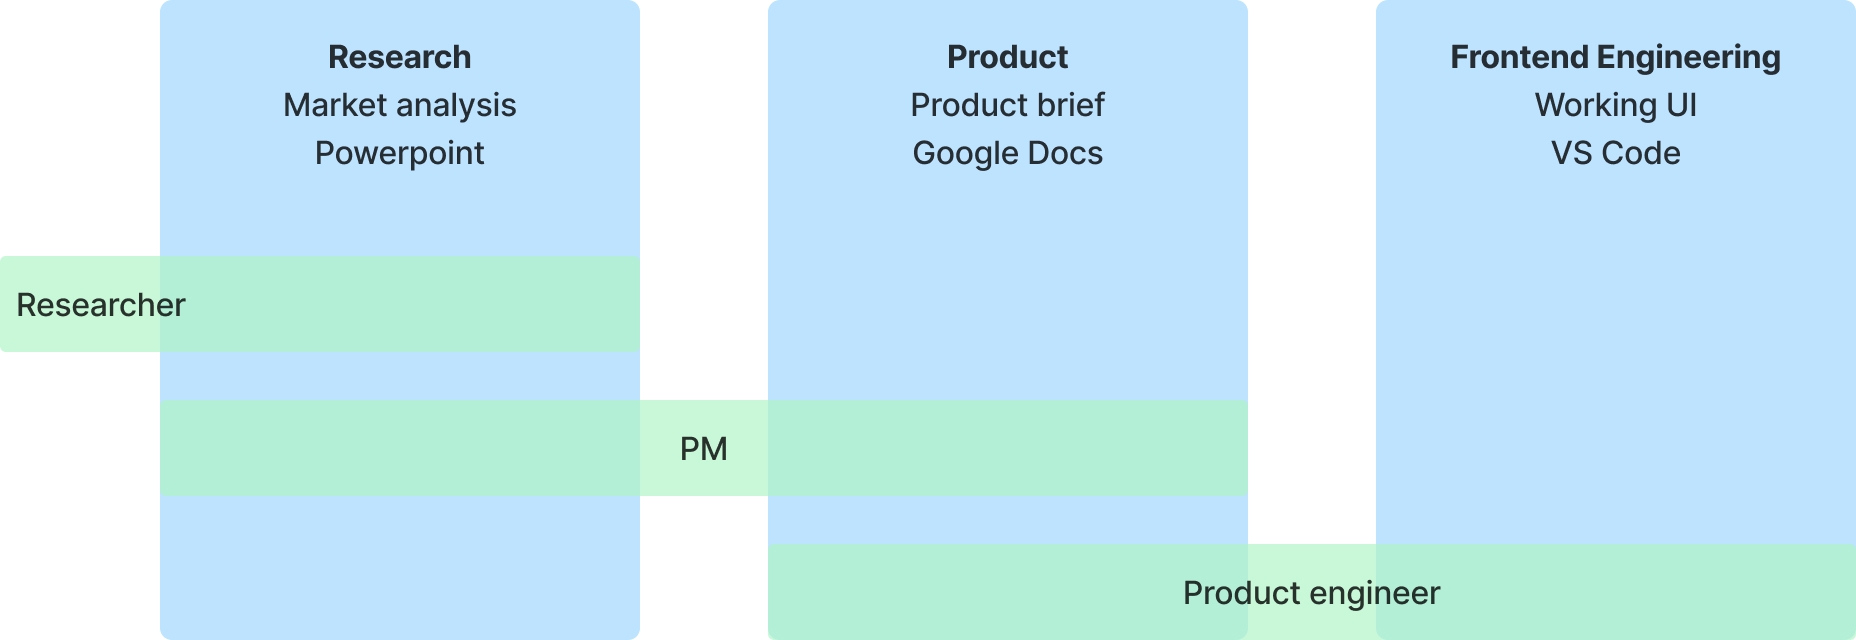 Research
Market analysis
Powerpoint
Product
Product brief
Google Docs
Frontend Engineering
Working UI
VS Code
Researcher
PM
Product engineer